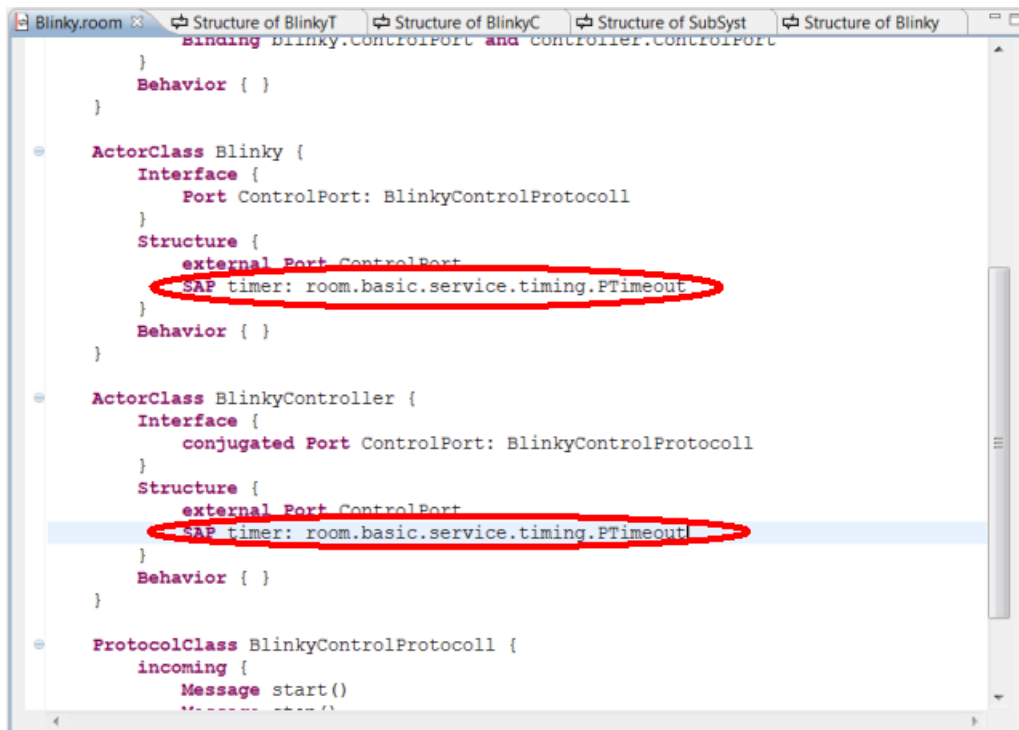 Blinky.room Structure of BlinkyT Structure of BlinkyC Structure of SubSyst Structure of Blinky
Binding blinky.ControlPort and controller.ControlPort
}
Behavior { }
}
ActorClass Blinky {
Interface {
Port ControlPort: BlinkyControlProtocoll
}
Structure {
external Port ControlPort
SAP timer: room.basic.service.timing.PTimeout
}
Behavior { }
}
ActorClass BlinkyController {
Interface {
conjugated Port ControlPort: BlinkyControlProtocoll
}
Structure {
external Port ControlPort
SAP timer: room.basic.service.timing.PTimeout
}
Behavior { }
}
ProtocolClass BlinkyControlProtocoll {
incoming {
Message start()
Message stop()